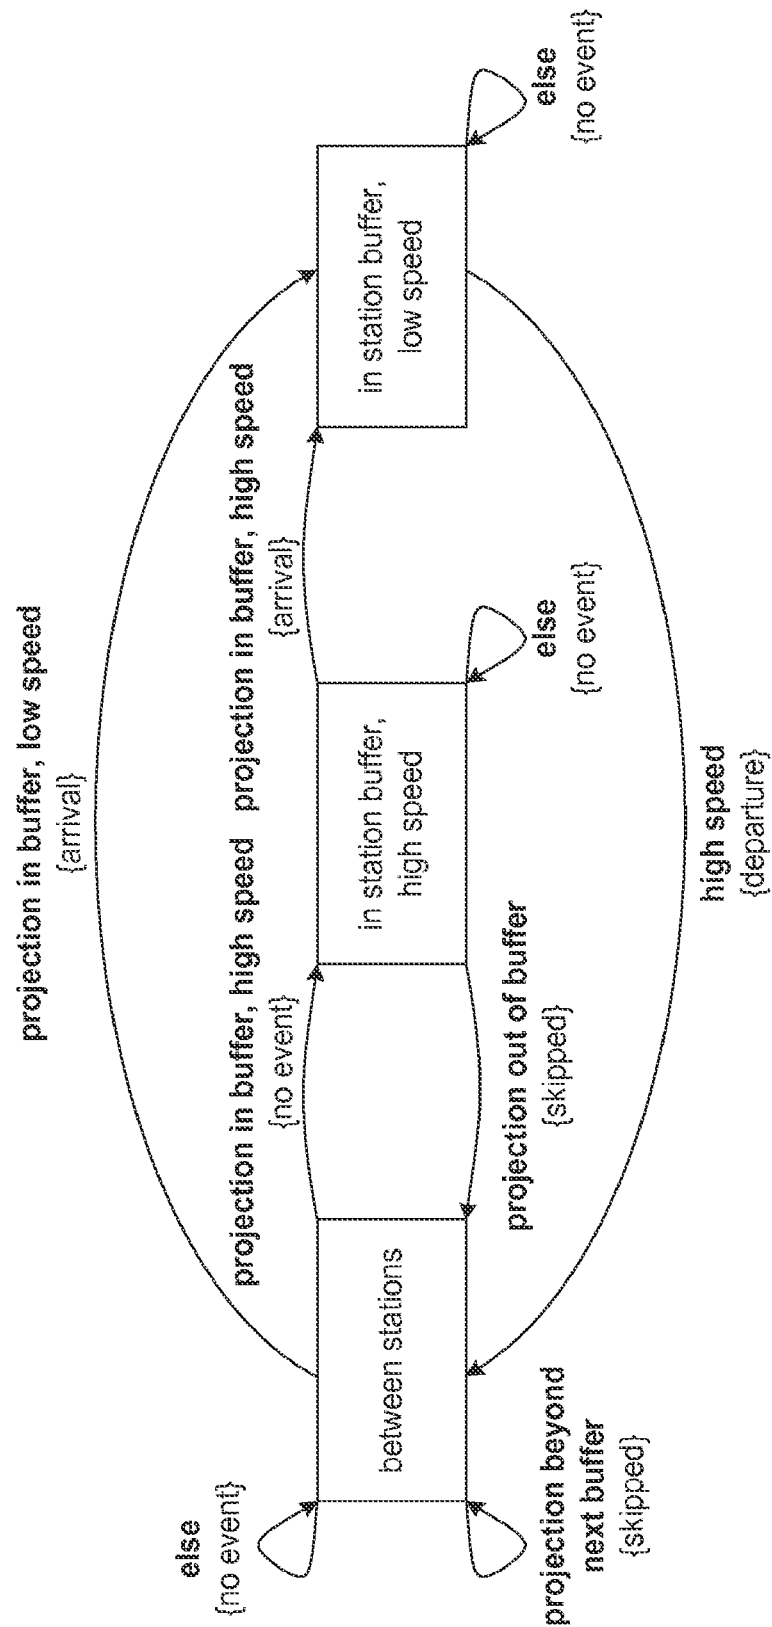 projection in buffer, low speed
{arrival}
projection in buffer, high speed
{no event}
projection in buffer, high speed
{arrival}
else
{no event}
between stations
in station buffer,
high speed
in station buffer,
low speed
projection beyond
next buffer
{skipped}
projection out of buffer
{skipped}
else
{no event}
else
{no event}
high speed
{departure}